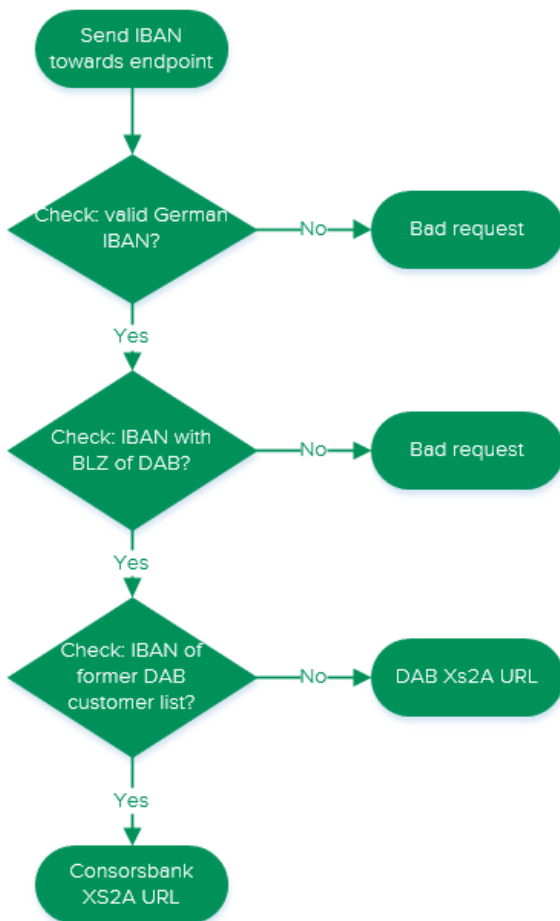 Send IBAN
towards endpoint
Check: valid German
IBAN?
No
Bad request
Yes
Check: IBAN with
BLZ of DAB?
No
Bad request
Yes
Check: IBAN of
former DAB
customer list?
No
DAB Xs2A URL
Yes
Consorsbank
XS2A URL